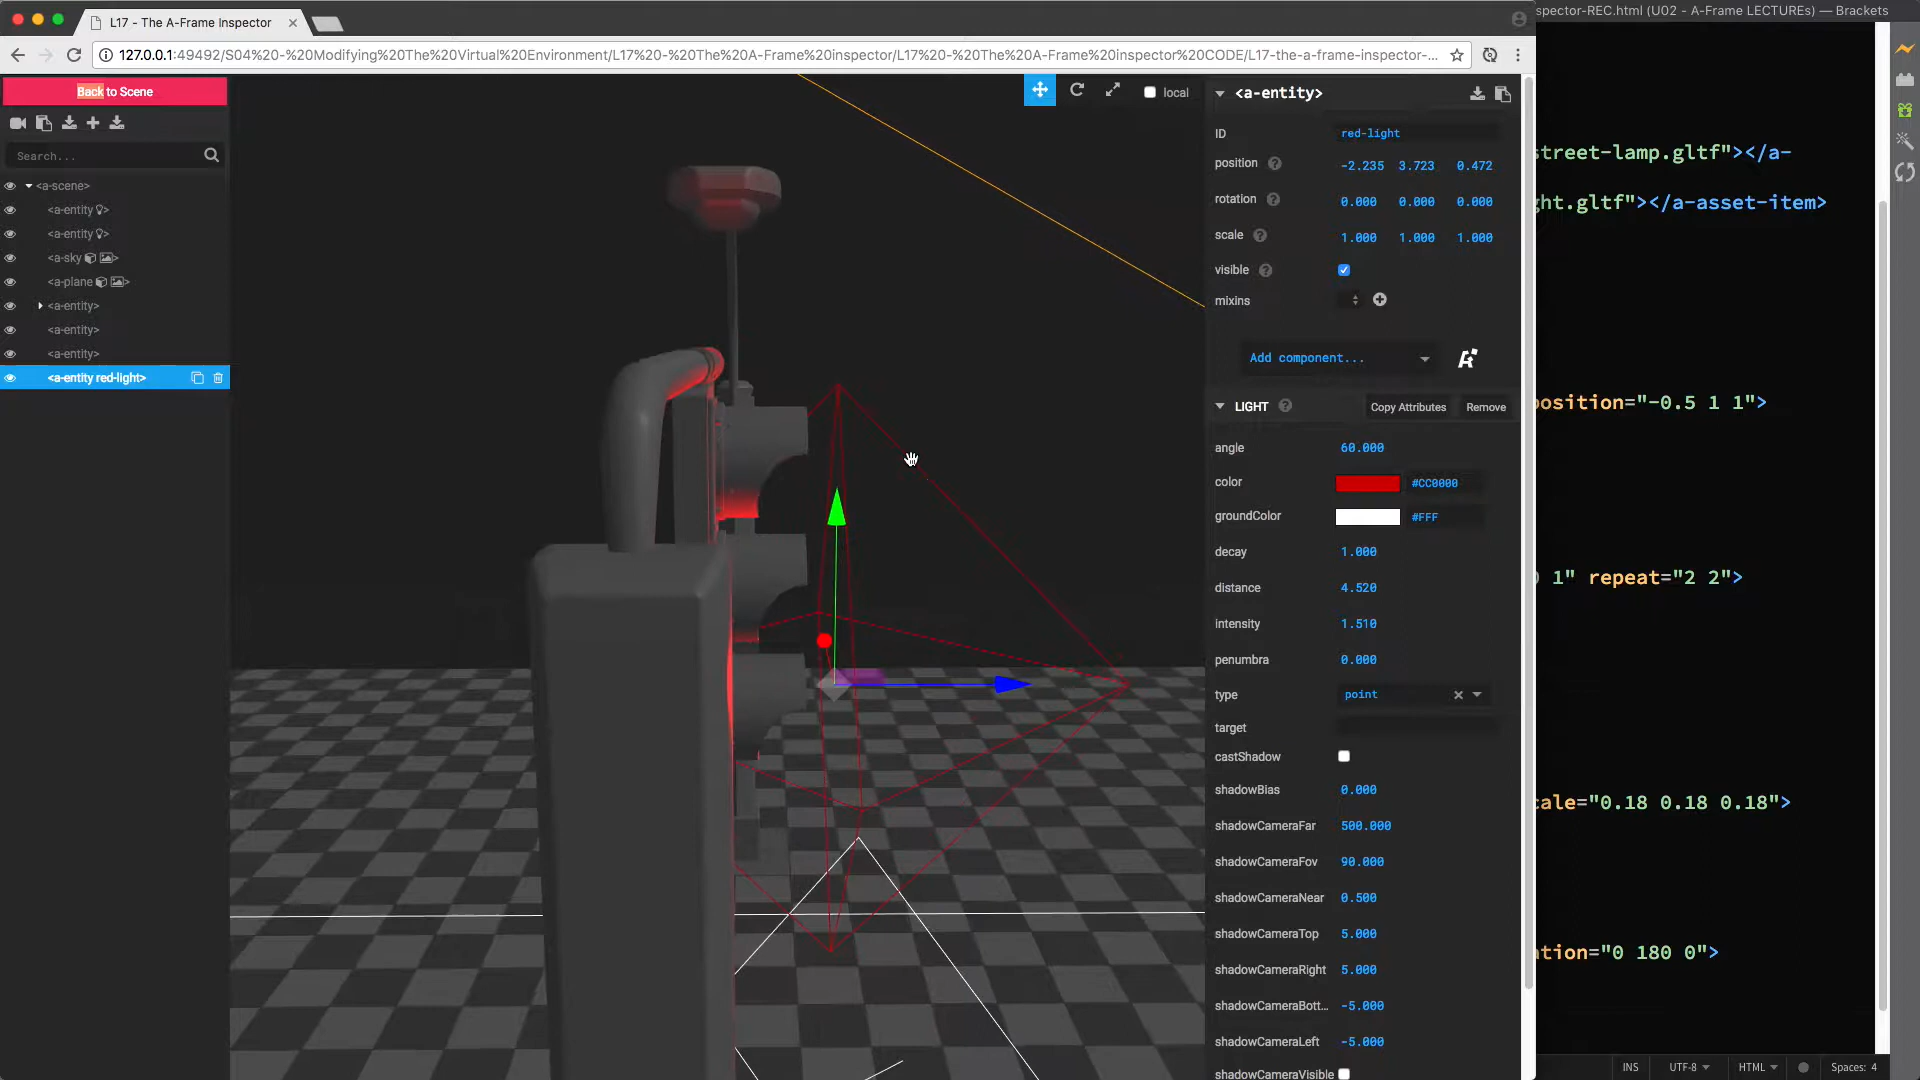 L17 - The A-Frame Inspector
spector-REC.html (U02 - A-Frame LECTUREs) — Brackets
127.0.0.1:49492/S04%20-%20Modifying%20The%20Virtual%20Environment/L17%20-%20The%20A-Frame%20inspector/L17%20-%20The%20A-Frame%20inspector%20CODE/L17-the-a-frame-inspector-...
Back to Scene
Search...
<a-scene>
<a-entity >
<a-entity >
<a-sky >
<a-plane >
<a-entity>
<a-entity>
<a-entity>
<a-entity red-light>
local
<a-entity>
ID red-light
position -2.235 3.723 0.472
rotation 0.000 0.000 0.000
scale 1.000 1.000 1.000
visible
mixins
Add component...
LIGHT Copy Attributes Remove
angle 60.000
color #CC0000
groundColor #FFF
decay 1.000
distance 4.520
intensity 1.510
penumbra 0.000
type point
target
castShadow
shadowBias 0.000
shadowCameraFar 500.000
shadowCameraFov 90.000
shadowCameraNear 0.500
shadowCameraTop 5.000
shadowCameraRight 5.000
shadowCameraBott... -5.000
shadowCameraLeft -5.000
shadowCameraVisible
street-lamp.gltf"></a-
ght.gltf"></a-asset-item>
position="-0.5 1 1">
1" repeat="2 2">
cale="0.18 0.18 0.18">
ation="0 180 0">
INS UTF-8 HTML Spaces: 4